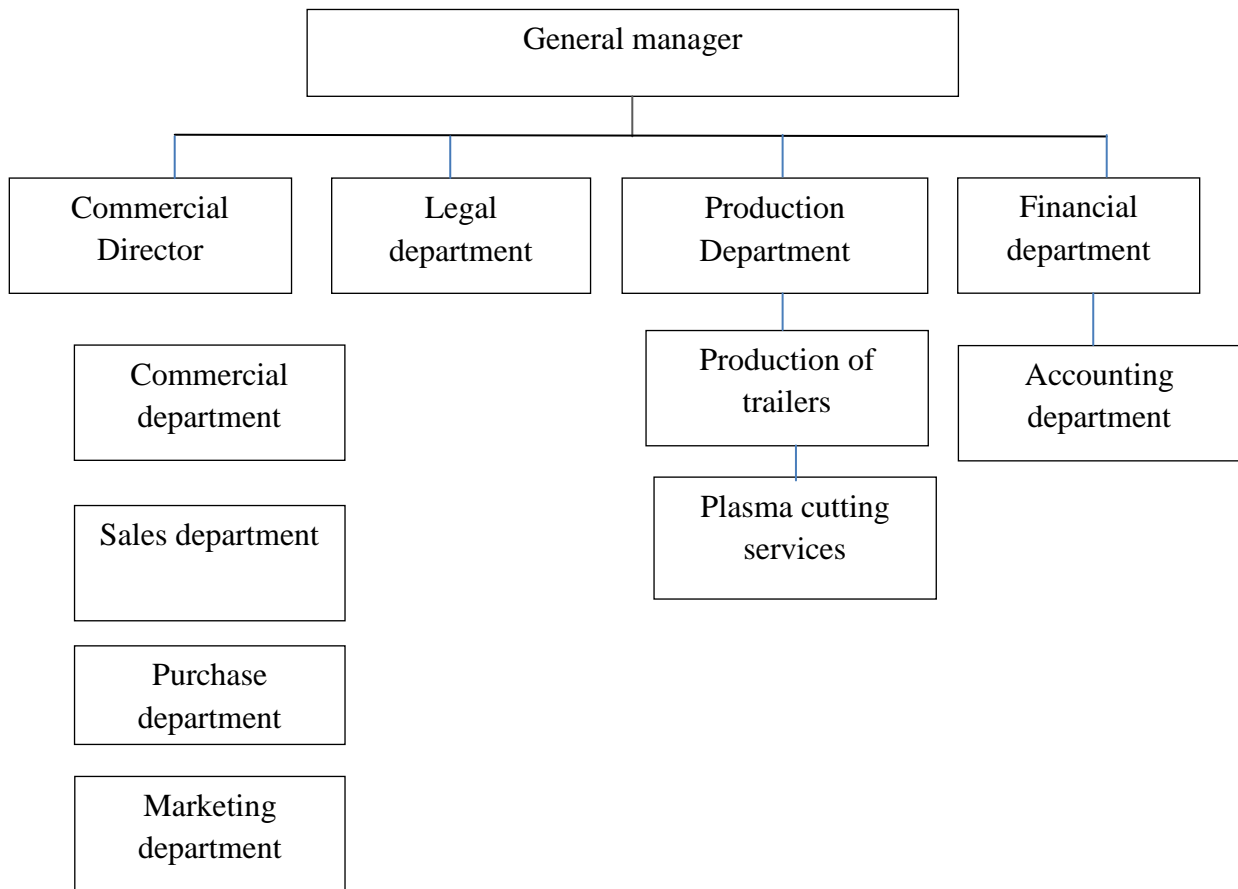 General manager
Commercial
Director
Legal
department
Production
Department
Financial
department
Commercial
department
Production of
trailers
Accounting
department
Sales department
Plasma cutting
services
Purchase
department
Marketing
department